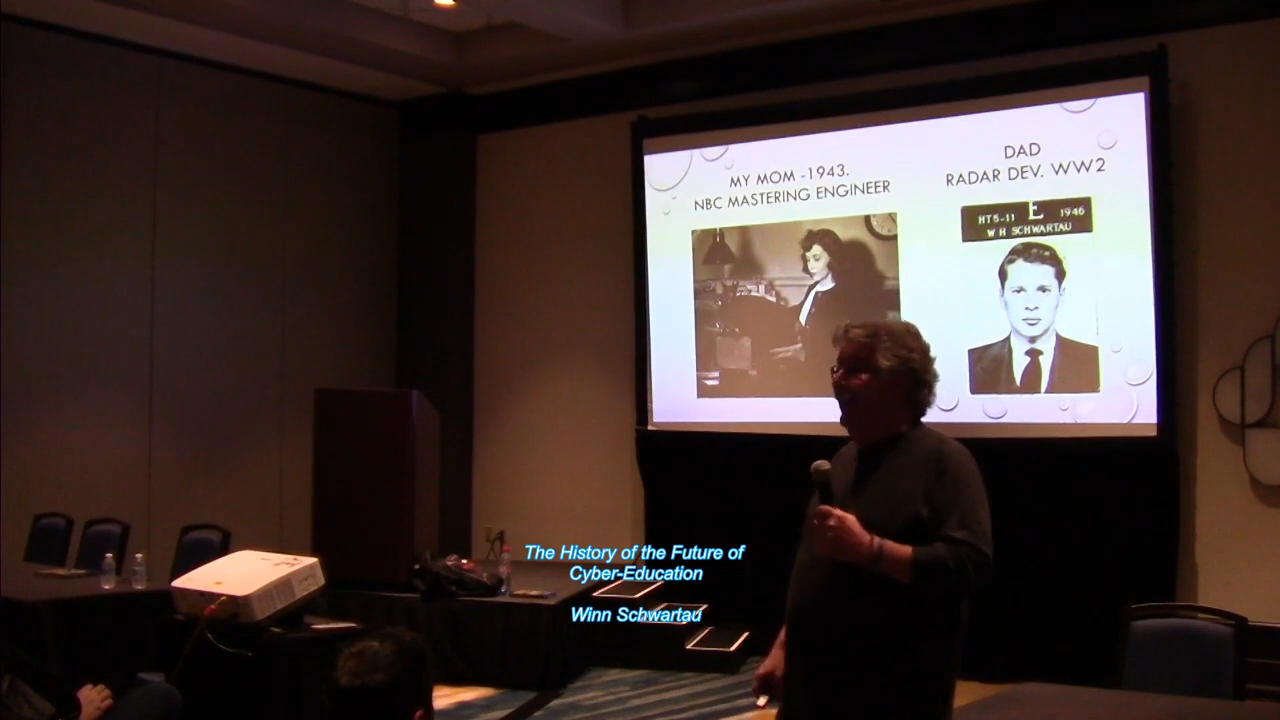 MY MOM -1943.
NBC MASTERING ENGINEER
DAD
RADAR DEV. WW2
HT5-11 E 1946
W H SCHWARTAU
The History of the Future of
Cyber-Education
Winn Schwartau